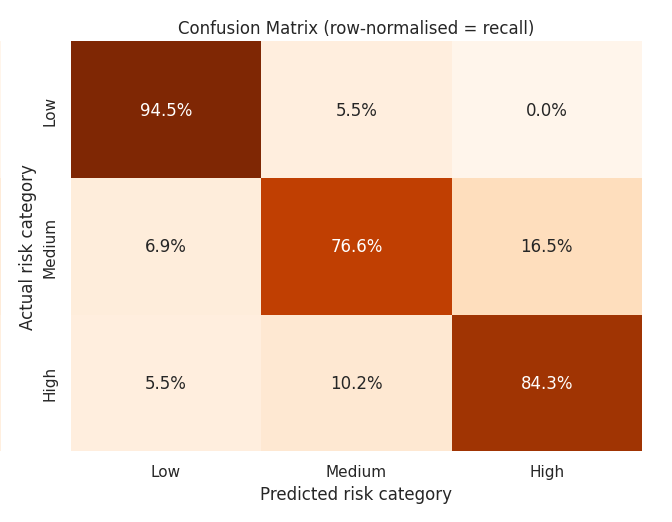 Confusion Matrix (row-normalised = recall)
Actual risk category
Low
94.5%
5.5%
0.0%
Medium
6.9%
76.6%
16.5%
High
5.5%
10.2%
84.3%
Low
Medium
High
Predicted risk category